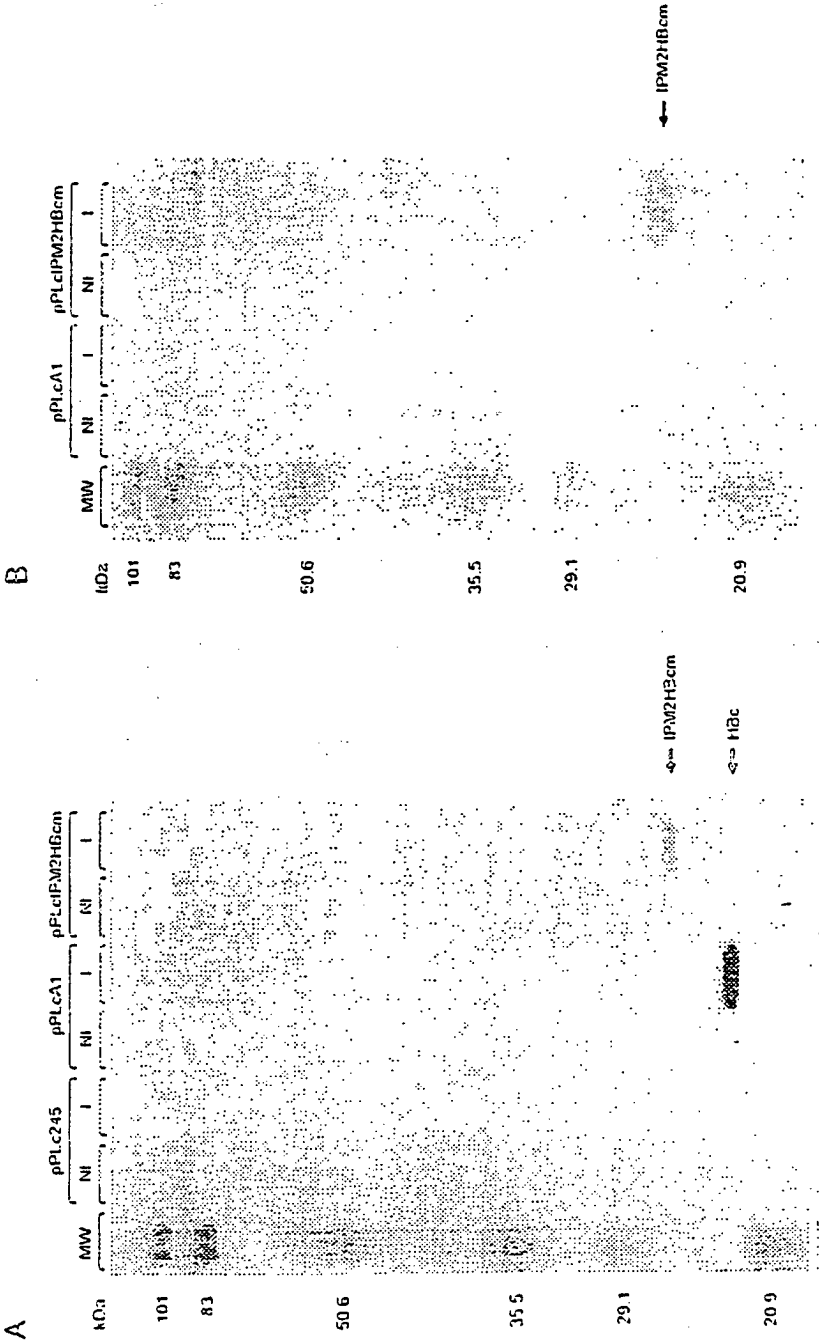 A
kDa
101
83
50.6
35.5
29.1
20.9
pPLc245
pPLcA1
pPLcIPM2HBcm
MW
NI
I
NI
I
NI
I
IPM2HBcm
HBc
B
kDa
101
83
50.6
35.5
29.1
20.9
pPLcA1
pPLcIPM2HBcm
MW
NI
I
NI
I
IPM2HBcm